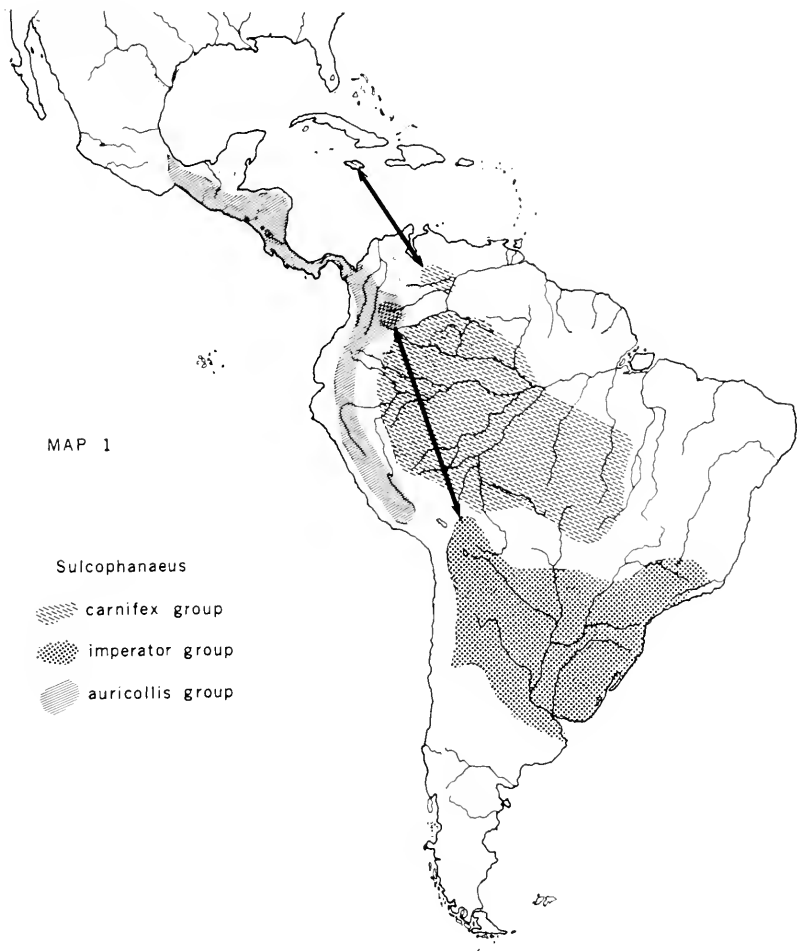 MAP 1
Sulcophanaeus
carnifex group
imperator group
auricollis group